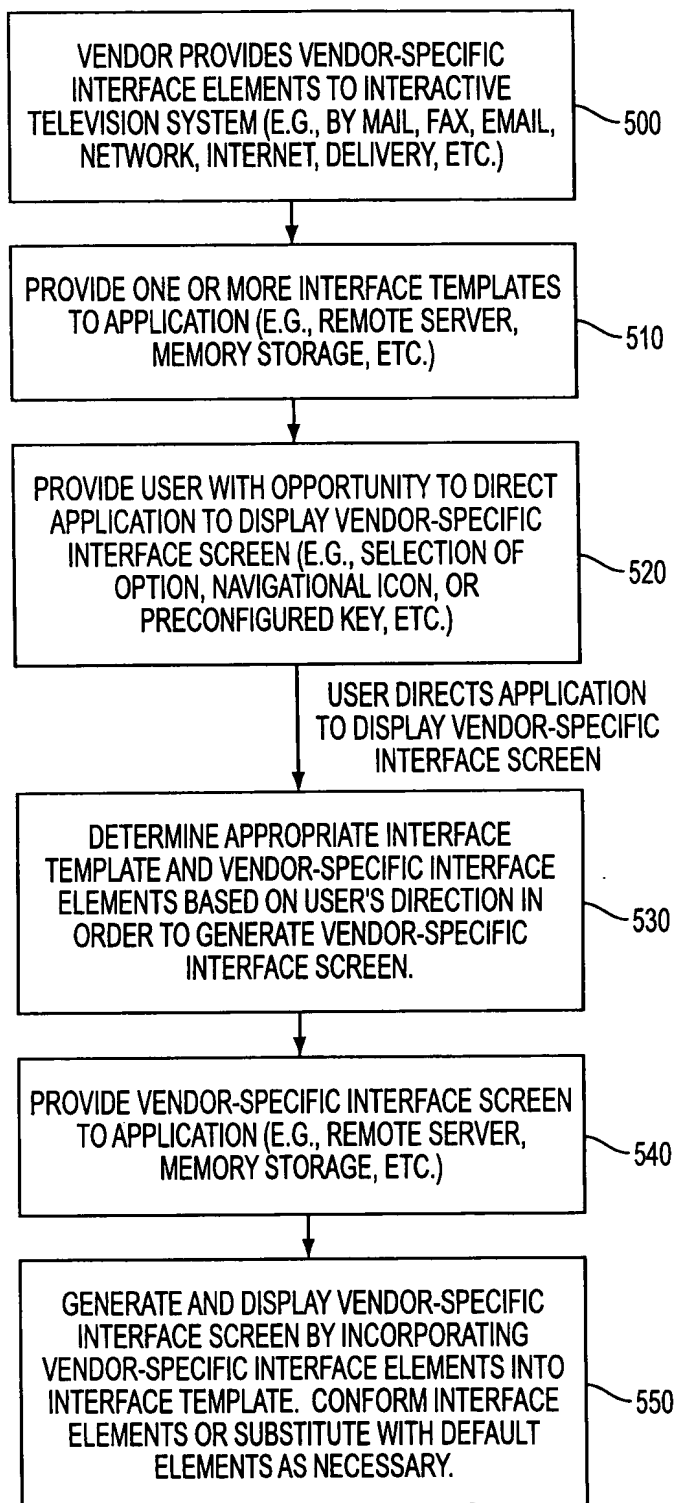 VENDOR PROVIDES VENDOR-SPECIFIC
INTERFACE ELEMENTS TO INTERACTIVE
TELEVISION SYSTEM (E.G., BY MAIL, FAX, EMAIL,
NETWORK, INTERNET, DELIVERY, ETC.)
500
PROVIDE ONE OR MORE INTERFACE TEMPLATES
TO APPLICATION (E.G., REMOTE SERVER,
MEMORY STORAGE, ETC.)
510
PROVIDE USER WITH OPPORTUNITY TO DIRECT
APPLICATION TO DISPLAY VENDOR-SPECIFIC
INTERFACE SCREEN (E.G., SELECTION OF
OPTION, NAVIGATIONAL ICON, OR
PRECONFIGURED KEY, ETC.)
520
USER DIRECTS APPLICATION
TO DISPLAY VENDOR-SPECIFIC
INTERFACE SCREEN
DETERMINE APPROPRIATE INTERFACE
TEMPLATE AND VENDOR-SPECIFIC INTERFACE
ELEMENTS BASED ON USER'S DIRECTION IN
ORDER TO GENERATE VENDOR-SPECIFIC
INTERFACE SCREEN.
530
PROVIDE VENDOR-SPECIFIC INTERFACE SCREEN
TO APPLICATION (E.G., REMOTE SERVER,
MEMORY STORAGE, ETC.)
540
GENERATE AND DISPLAY VENDOR-SPECIFIC
INTERFACE SCREEN BY INCORPORATING
VENDOR-SPECIFIC INTERFACE ELEMENTS INTO
INTERFACE TEMPLATE. CONFORM INTERFACE
ELEMENTS OR SUBSTITUTE WITH DEFAULT
ELEMENTS AS NECESSARY.
550